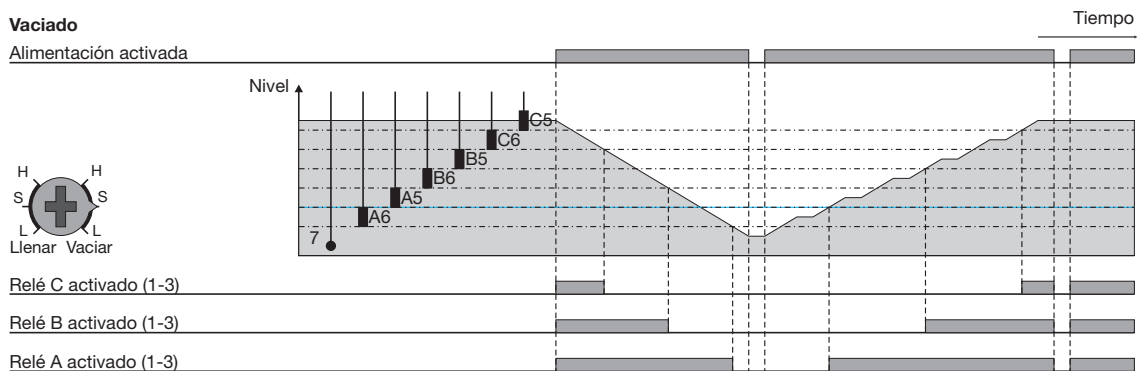 Vaciado
Tiempo
Alimentación activada
Nivel
C5
C6
B5
B6
A5
A6
7
H H
S S
L L
Llenar Vaciar
Relé C activado (1-3)
Relé B activado (1-3)
Relé A activado (1-3)